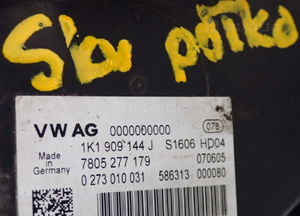 Skoo potka
VW AG 0000000000 078
1K1 909 144 J S1606 HD04
7805 277 179 070605
0 273 010 031 586313 000080
Made in Germany